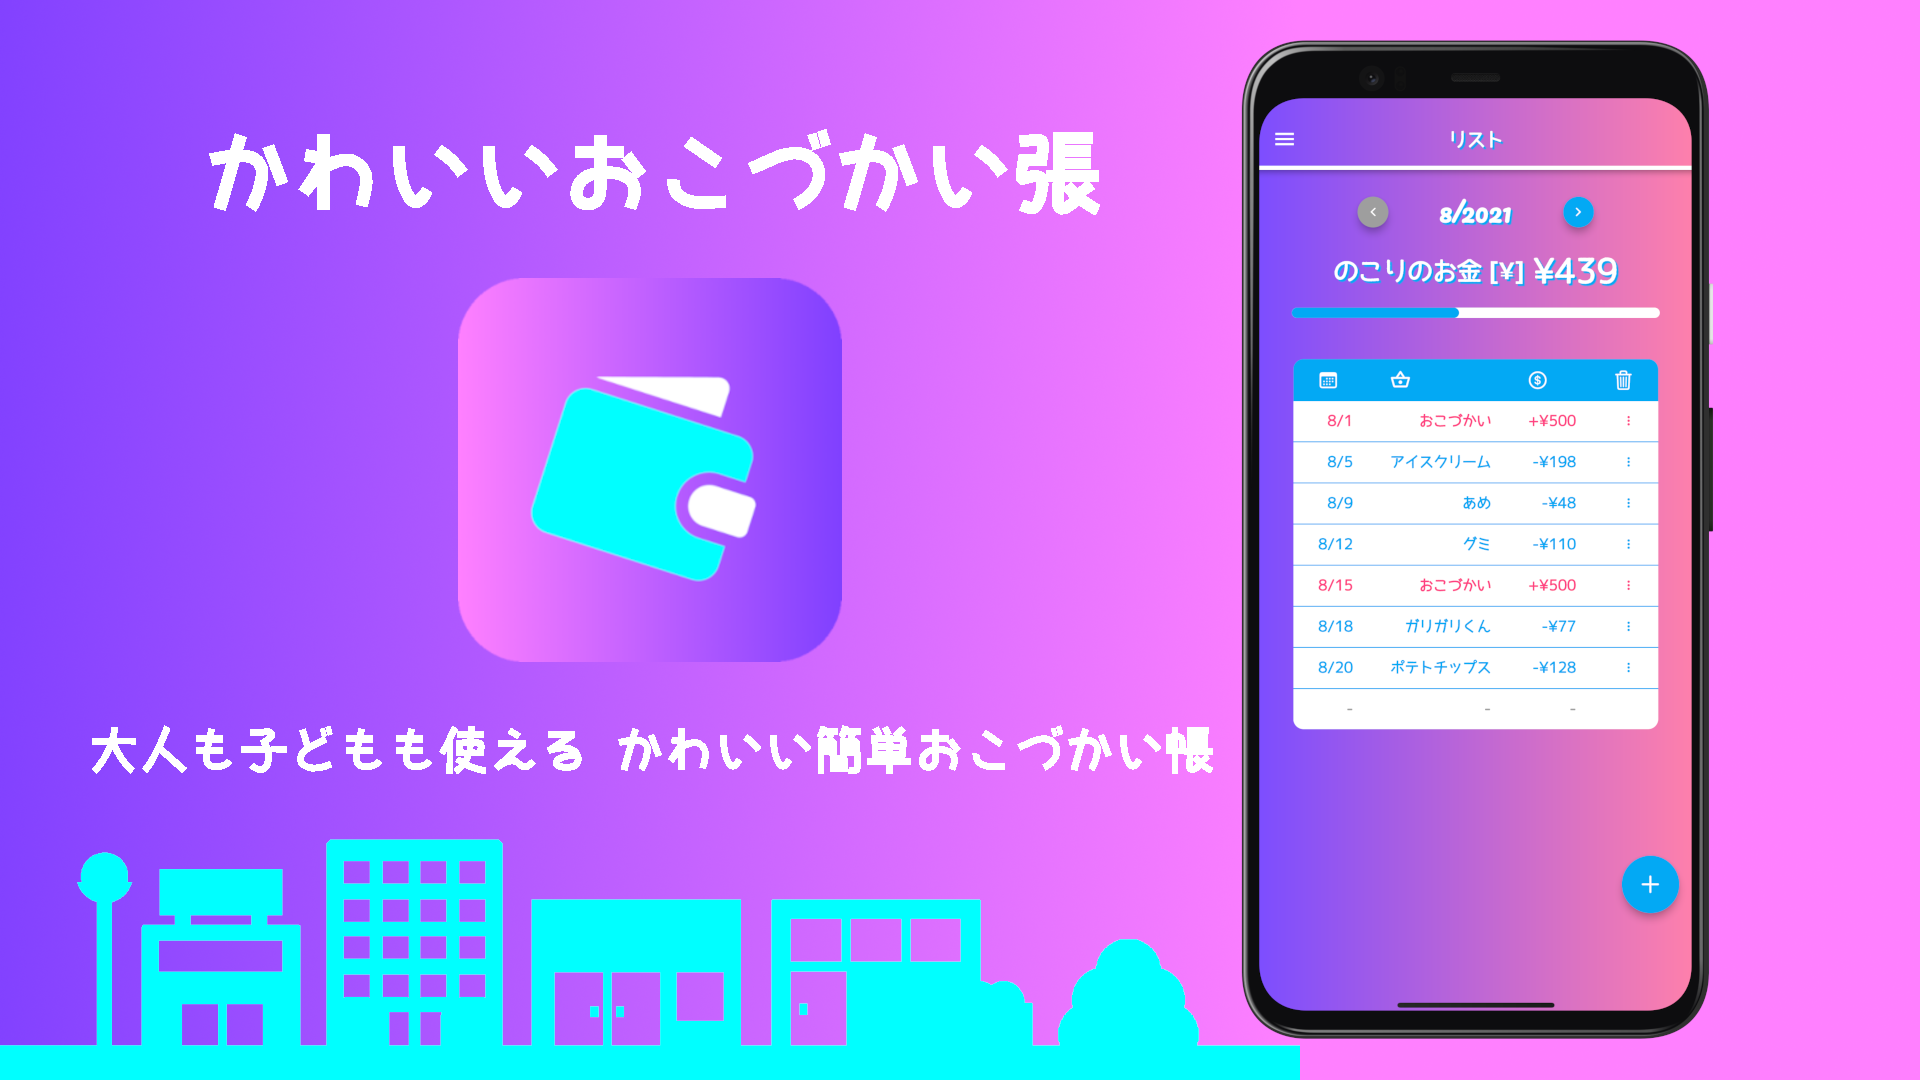 かわいいおこづかい張
大人も子どもも使える かわいい簡単おこづかい帳
リスト
8/2021
のこりのお金 [¥] ¥439
8/1 おこづかい +¥500
8/5 アイスクリーム -¥198
8/9 あめ -¥48
8/12 グミ -¥110
8/15 おこづかい +¥500
8/18 ガリガリくん -¥77
8/20 ポテトチップス -¥128
- - -